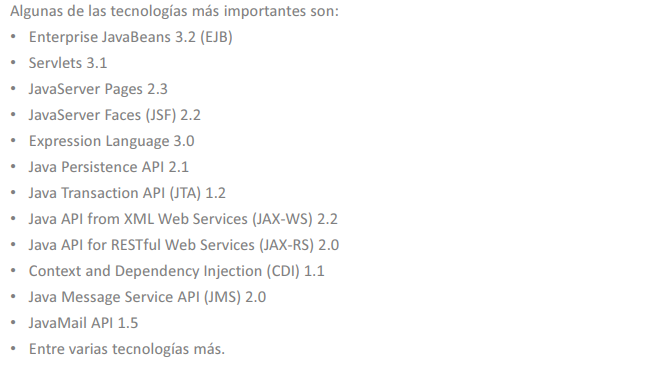 Algunas de las tecnologías más importantes son:
• Enterprise JavaBeans 3.2 (EJB)
• Servlets 3.1
• JavaServer Pages 2.3
• JavaServer Faces (JSF) 2.2
• Expression Language 3.0
• Java Persistence API 2.1
• Java Transaction API (JTA) 1.2
• Java API from XML Web Services (JAX-WS) 2.2
• Java API for RESTful Web Services (JAX-RS) 2.0
• Context and Dependency Injection (CDI) 1.1
• Java Message Service API (JMS) 2.0
• JavaMail API 1.5
• Entre varias tecnologías más.